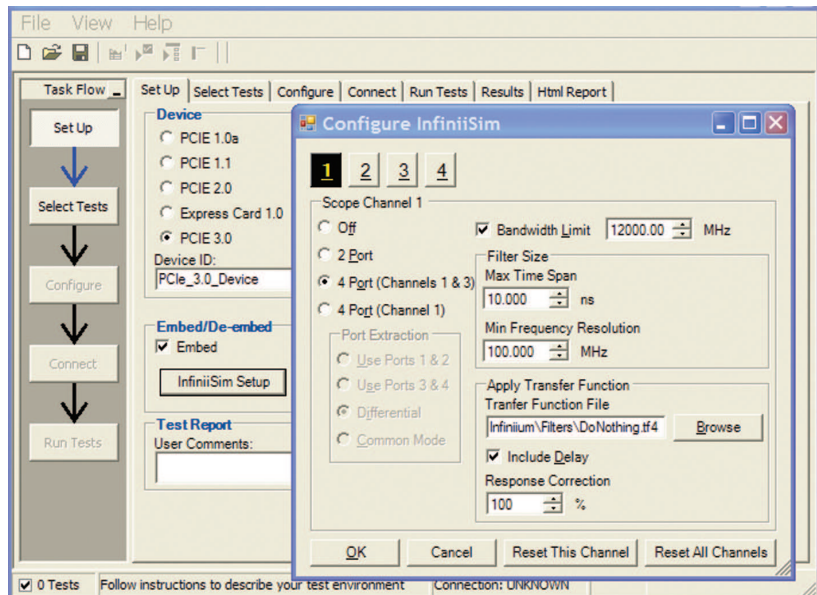 File View Help
Task Flow
Set Up Select Tests Configure Connect Run Tests Results Html Report
Set Up
Select Tests
Configure
Connect
Run Tests
Device
PCIE 1.0a
PCIE 1.1
PCIE 2.0
Express Card 1.0
PCIE 3.0
Device ID:
PCIe_3.0_Device
Embed/De-embed
Embed
InfiniiSim Setup
Test Report
User Comments:
Configure InfiniiSim
1 2 3 4
Scope Channel 1
Off
2 Port
4 Port (Channels 1 & 3)
4 Port (Channel 1)
Port Extraction
Use Ports 1 & 2
Use Ports 3 & 4
Differential
Common Mode
Bandwidth Limit 12000.00 MHz
Filter Size
Max Time Span
10.000 ns
Min Frequency Resolution
100.000 MHz
Apply Transfer Function
Tranfer Function File
Infiniium\Filters\DoNothing.tf4 Browse
Include Delay
Response Correction
100 %
OK Cancel Reset This Channel Reset All Channels
0 Tests Follow instructions to describe your test environment Connection: UNKNOWN